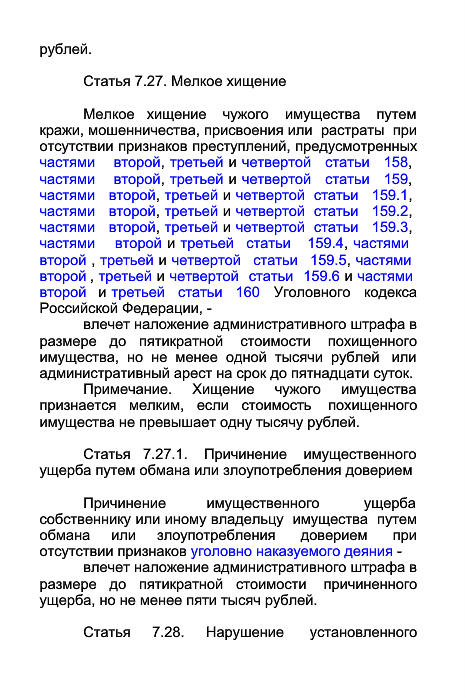 рублей.
Статья 7.27. Мелкое хищение
Мелкое хищение чужого имущества путем
кражи, мошенничества, присвоения или растраты при
отсутствии признаков преступлений, предусмотренных
частями второй, третьей и четвертой статьи 158,
частями второй, третьей и четвертой статьи 159,
частями второй, третьей и четвертой статьи 159.1,
частями второй, третьей и четвертой статьи 159.2,
частями второй, третьей и четвертой статьи 159.3,
частями второй и третьей статьи 159.4, частями
второй , третьей и четвертой статьи 159.5, частями
второй , третьей и четвертой статьи 159.6 и частями
второй и третьей статьи 160 Уголовного кодекса
Российской Федерации, -
влечет наложение административного штрафа в
размере до пятикратной стоимости похищенного
имущества, но не менее одной тысячи рублей или
административный арест на срок до пятнадцати суток.
Примечание. Хищение чужого имущества
признается мелким, если стоимость похищенного
имущества не превышает одну тысячу рублей.
Статья 7.27.1. Причинение имущественного
ущерба путем обмана или злоупотребления доверием
Причинение имущественного ущерба
собственнику или иному владельцу имущества путем
обмана или злоупотребления доверием при
отсутствии признаков уголовно наказуемого деяния -
влечет наложение административного штрафа в
размере до пятикратной стоимости причиненного
ущерба, но не менее пяти тысяч рублей.
Статья 7.28. Нарушение установленного